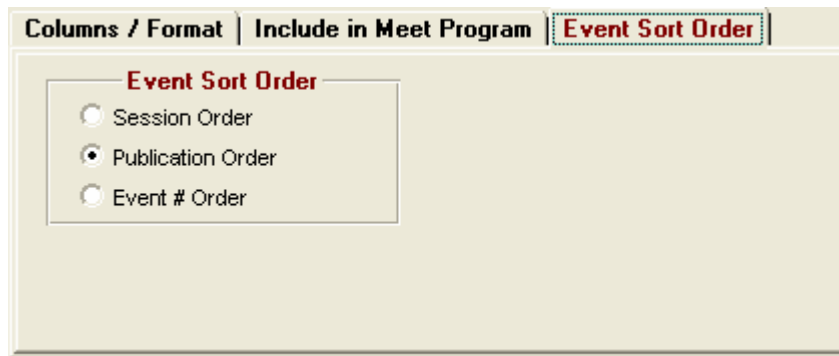 Columns / Format Include in Meet Program Event Sort Order
Event Sort Order
Session Order
Publication Order
Event # Order